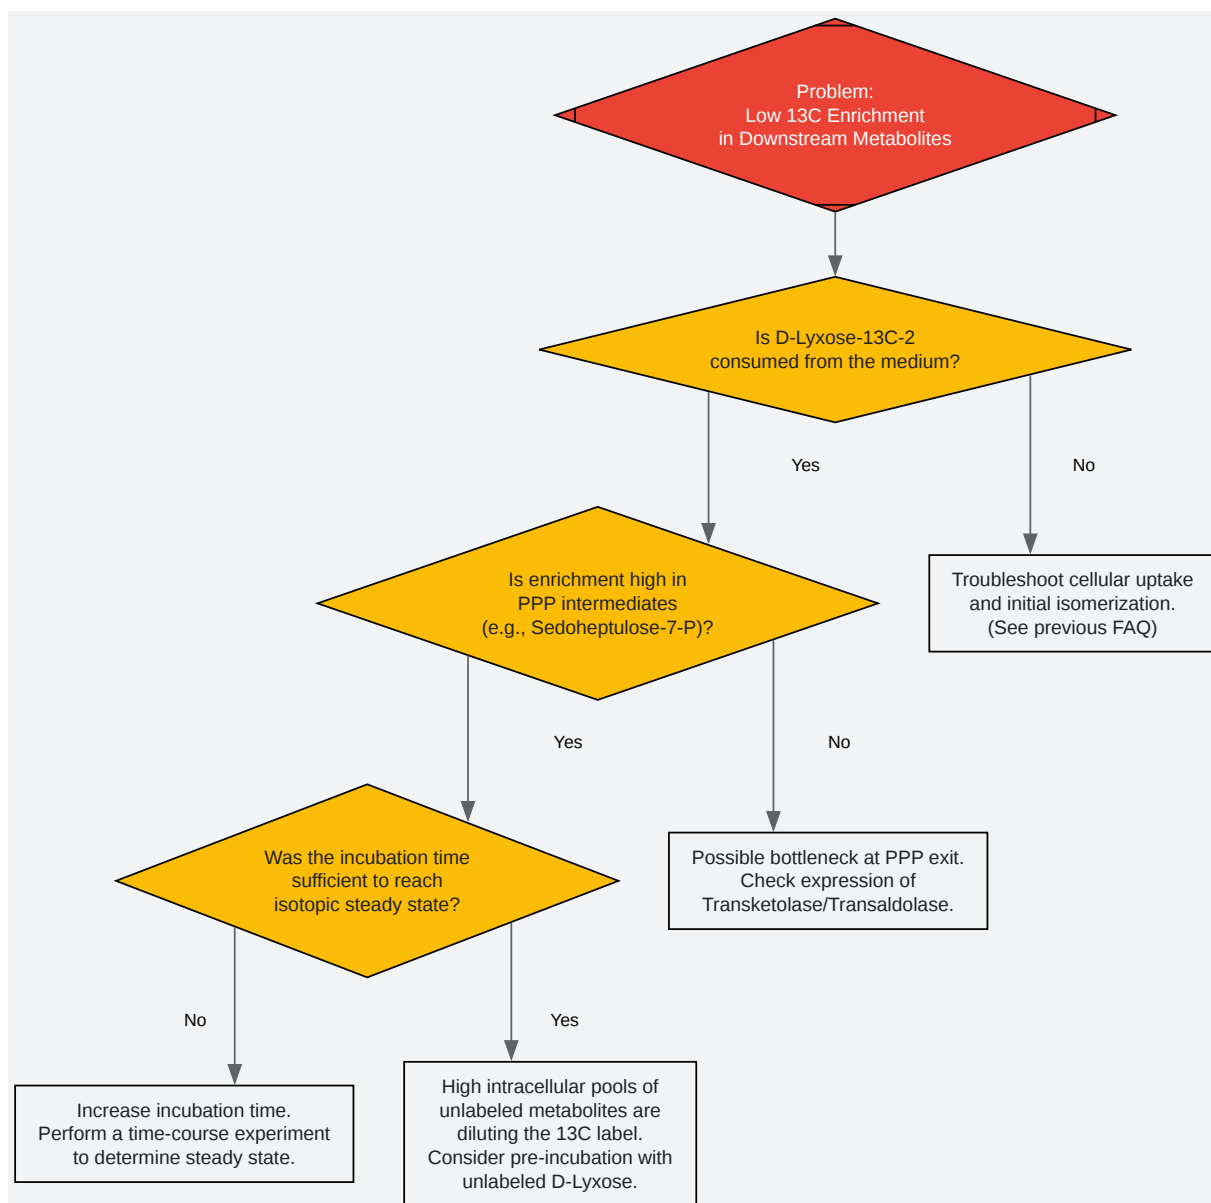 Problem:
Low 13C Enrichment
in Downstream Metabolites
Is D-Lyxose-13C-2
consumed from the medium?
Yes
No
Is enrichment high in
PPP intermediates
(e.g., Sedoheptulose-7-P)?
Troubleshoot cellular uptake
and initial isomerization.
(See previous FAQ)
Yes
No
Was the incubation time
sufficient to reach
isotopic steady state?
Possible bottleneck at PPP exit.
Check expression of
Transketolase/Transaldolase.
No
Yes
Increase incubation time.
Perform a time-course experiment
to determine steady state.
High intracellular pools of
unlabeled metabolites are
diluting the 13C label.
Consider pre-incubation with
unlabeled D-Lyxose.